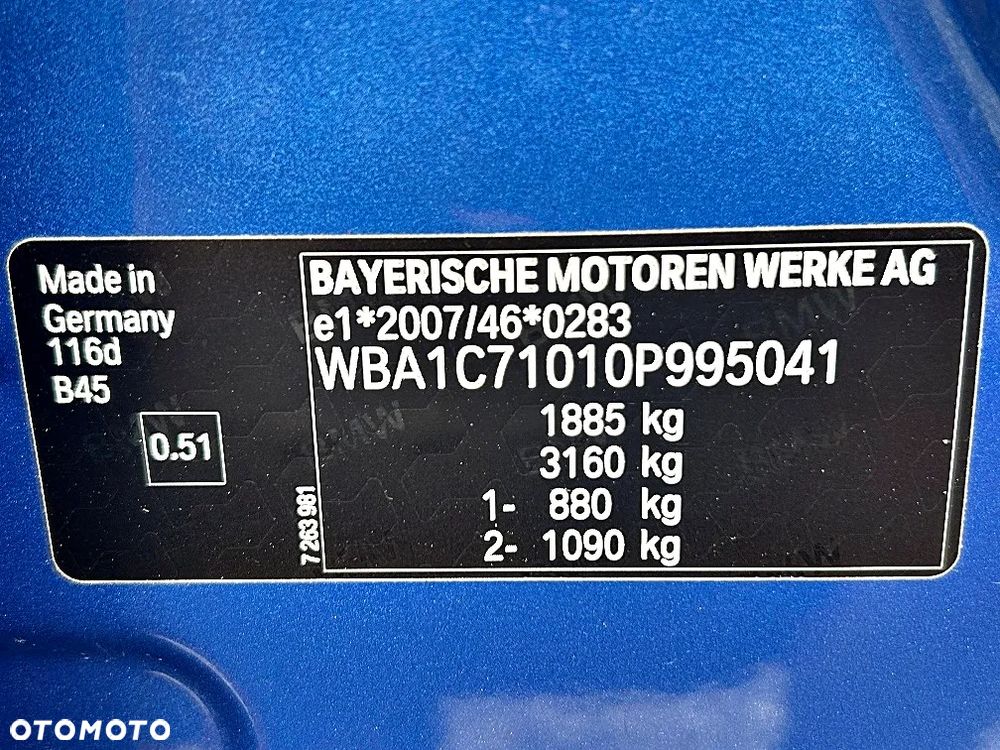 Made in
Germany
116d
B45
0.51
7 263 981
BAYERISCHE MOTOREN WERKE AG
e1*2007/46*0283
WBA1C71010P995041
1885 kg
3160 kg
1- 880 kg
2- 1090 kg
OTOMOTO